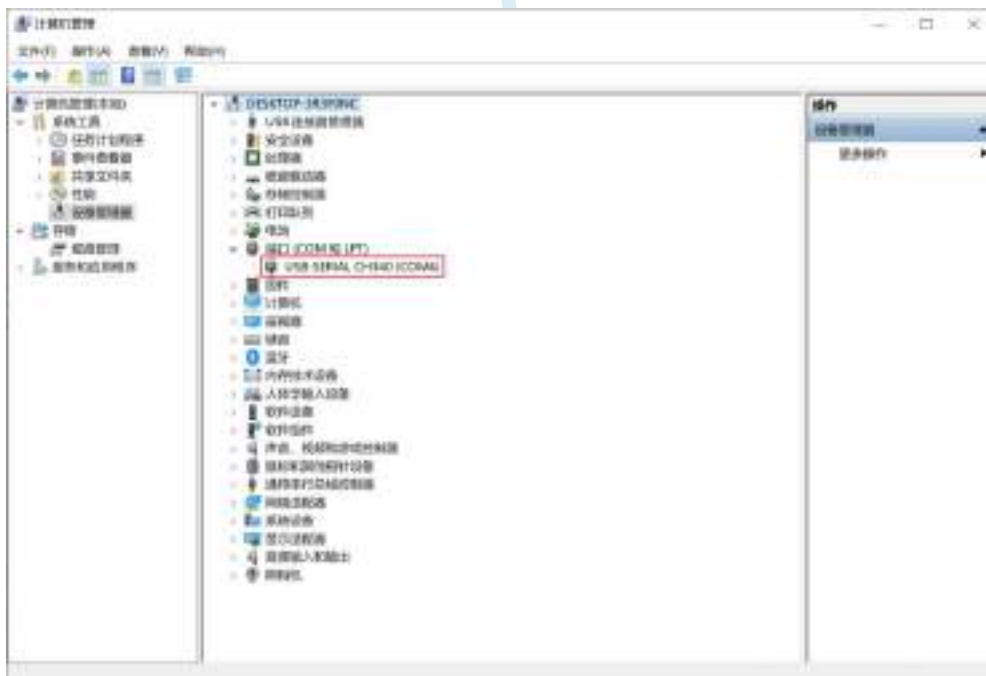 计算机管理
文件(F) 操作(A) 查看(V) 帮助(H)
计算机管理(本地)
系统工具
任务计划程序
事件查看器
共享文件夹
性能
设备管理器
存储
磁盘管理
服务和应用程序
USB 连接器管理器
安全设备
处理器
磁盘驱动器
存储控制器
打印队列
电池
端口 (COM 和 LPT)
USB-SERIAL CH340
固件
计算机
监视器
键盘
蓝牙
内存技术设备
人体学输入设备
软件设备
软件组件
声音、视频和游戏控制器
鼠标和其他指针设备
通用串行总线控制器
网络适配器
系统设备
显示适配器
音频输入和输出
照相机
操作
设备管理器
更多操作